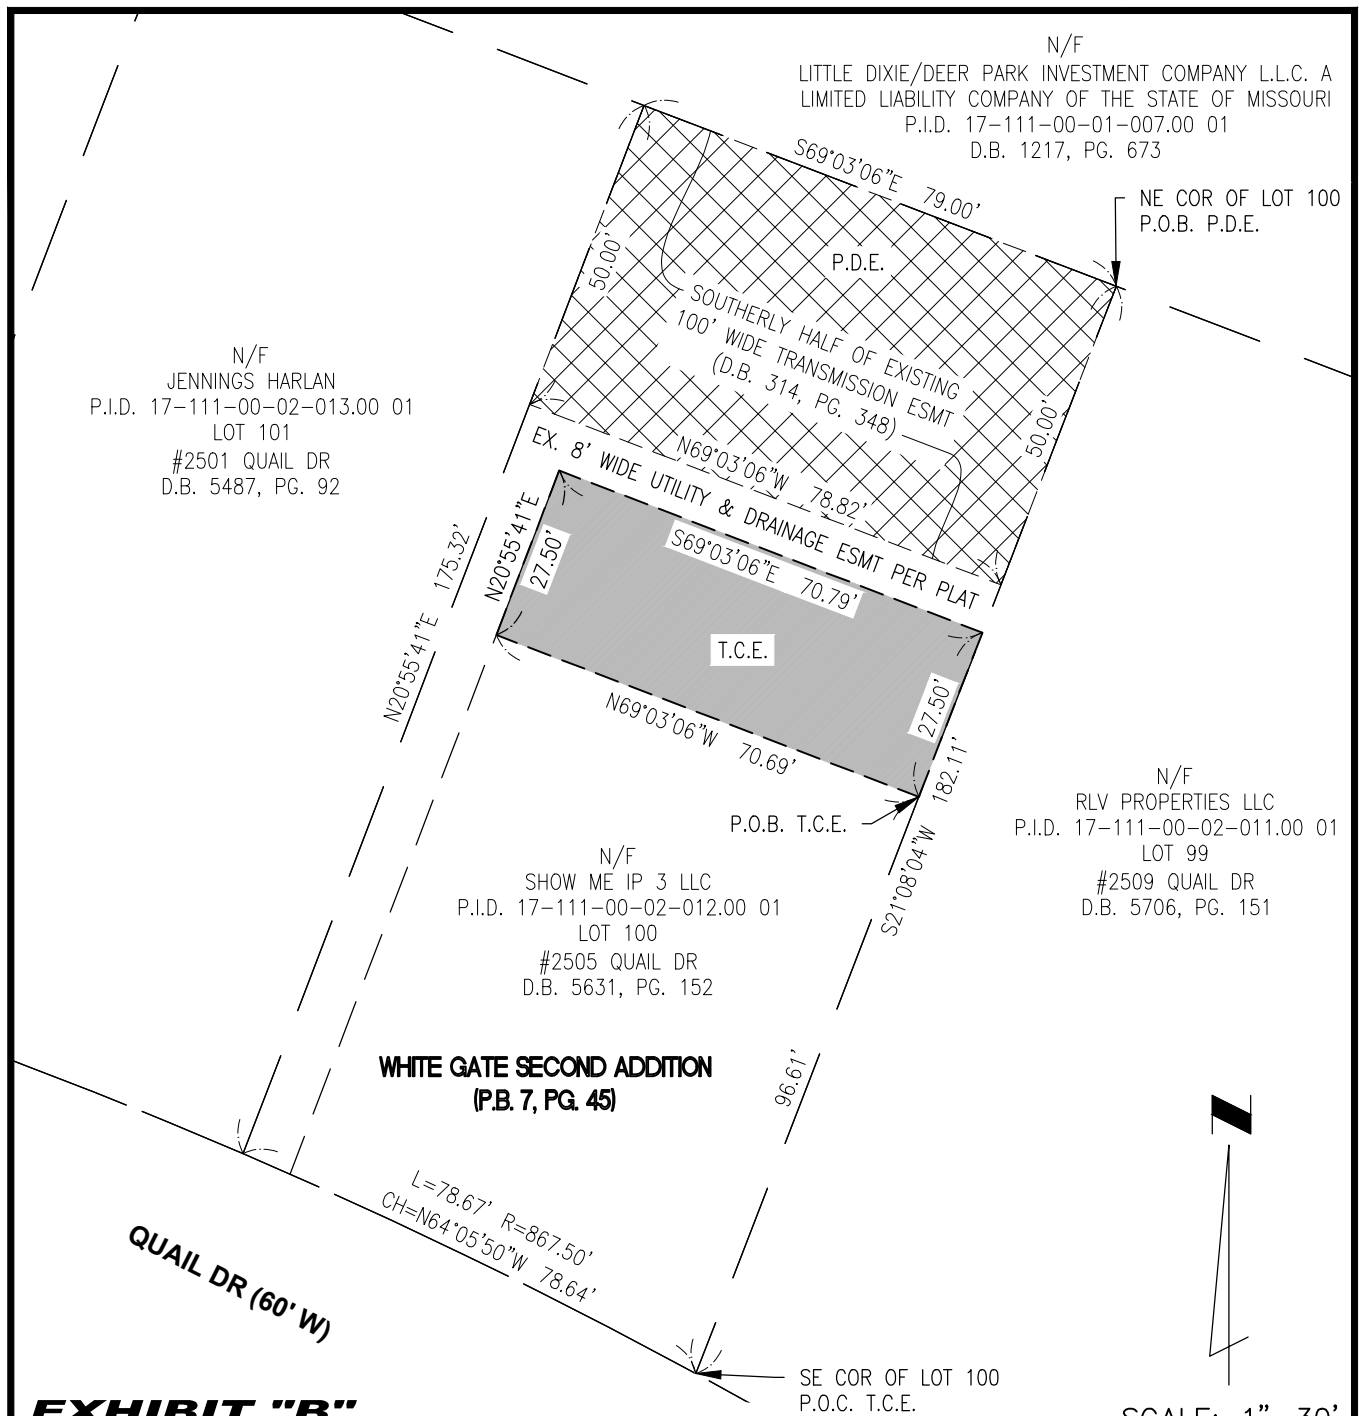 N/F
LITTLE DIXIE/DEER PARK INVESTMENT COMPANY L.L.C. A
LIMITED LIABILITY COMPANY OF THE STATE OF MISSOURI
P.I.D. 17-111-00-01-007.00 01
D.B. 1217, PG. 673
S69°03'06"E 79.00'
NE COR OF LOT 100
P.O.B. P.D.E.
P.D.E.
50.00'
SOUTHERLY HALF OF EXISTING
100' WIDE TRANSMISSION ESMT
(D.B. 314, PG. 348)
50.00'
N/F
JENNINGS HARLAN
P.I.D. 17-111-00-02-013.00 01
LOT 101
#2501 QUAIL DR
D.B. 5487, PG. 92
N69°03'06"W 78.82'
EX. 8' WIDE UTILITY & DRAINAGE ESMT PER PLAT
N20°55'41"E
27.50'
S69°03'06"E 70.79'
N20°55'41"E 175.32'
T.C.E.
27.50'
N69°03'06"W 70.69'
P.O.B. T.C.E.
S21°08'04"W 182.11'
N/F
RLV PROPERTIES LLC
P.I.D. 17-111-00-02-011.00 01
LOT 99
#2509 QUAIL DR
D.B. 5706, PG. 151
N/F
SHOW ME IP 3 LLC
P.I.D. 17-111-00-02-012.00 01
LOT 100
#2505 QUAIL DR
D.B. 5631, PG. 152
WHITE GATE SECOND ADDITION
(P.B. 7, PG. 45)
96.61'
N
L=78.67' R=867.50'
CH=N64°05'50"W 78.64'
QUAIL DR (60' W)
SE COR OF LOT 100
P.O.C. T.C.E.
EXHIBIT "B"
SCALE: 1" 30'